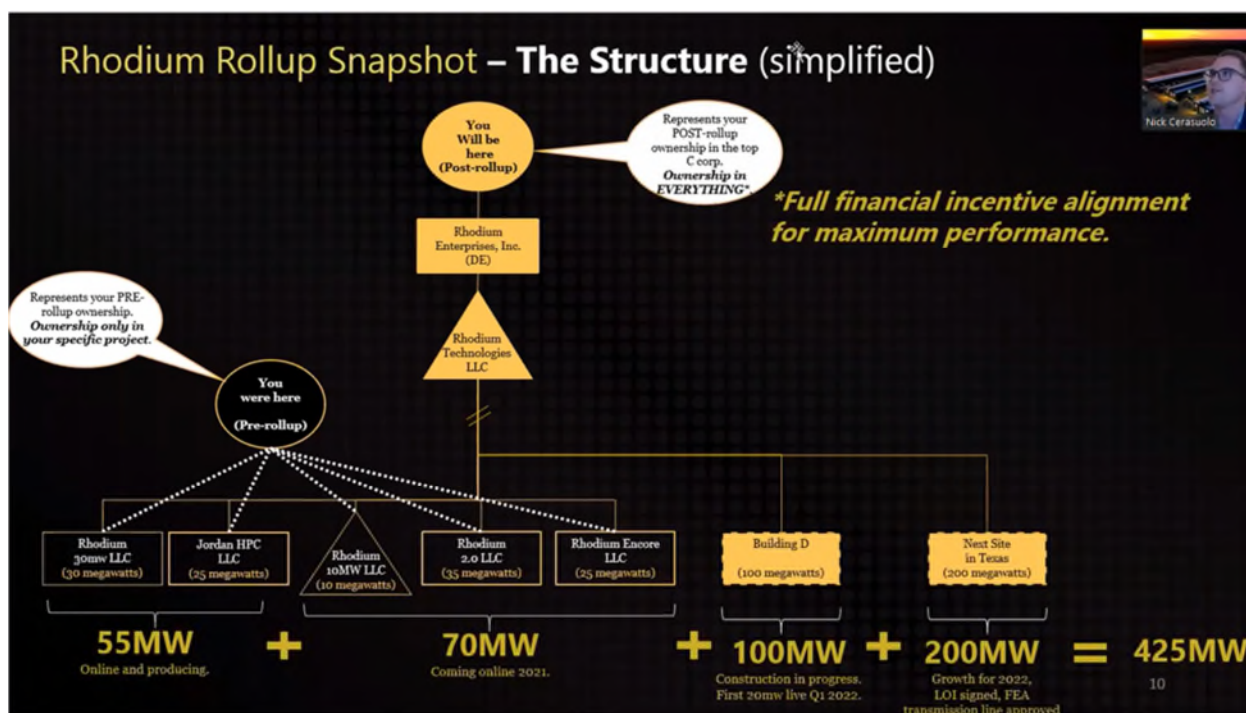 Rhodium Rollup Snapshot – The Structure (simplified)
Nick Cerasuolo
You
Will be
here
(Post-rollup)
Represents your
POST-rollup
ownership in the top
C corp.
Ownership in
EVERYTHING*.
*Full financial incentive alignment
for maximum performance.
Rhodium
Enterprises, Inc.
(DE)
Represents your PRE-
rollup ownership.
Ownership only in
your specific project.
Rhodium
Technologies
LLC
You
were here
(Pre-rollup)
Rhodium
30mw LLC
(30 megawatts)
Jordan HPC
LLC
(25 megawatts)
Rhodium
10MW LLC
(10 megawatts)
Rhodium
2.0 LLC
(35 megawatts)
Rhodium Encore
LLC
(25 megawatts)
Building D
(100 megawatts)
Next Site
in Texas
(200 megawatts)
55MW
Online and producing.
+
70MW
Coming online 2021.
+
100MW
Construction in progress.
First 20mw live Q1 2022.
+
200MW
Growth for 2022,
LOI signed, FEA
transmission line approved
=
425MW
10